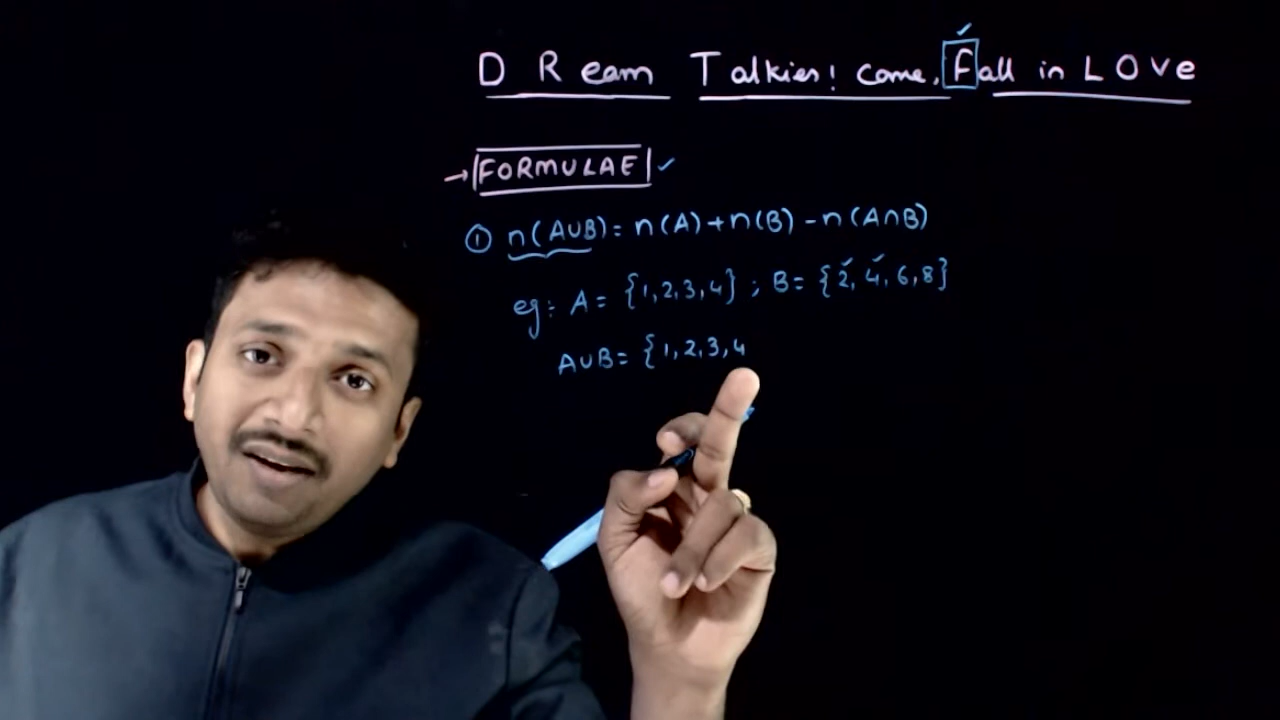 D R eam Talkies! Come, Fall in LOVe
→ FORMULAE ✓
① n(A∪B) = n(A)+n(B) - n(A∩B)
eg: A = {1,2,3,4} ; B = {2, 4, 6, 8}
A∪B = {1, 2, 3, 4